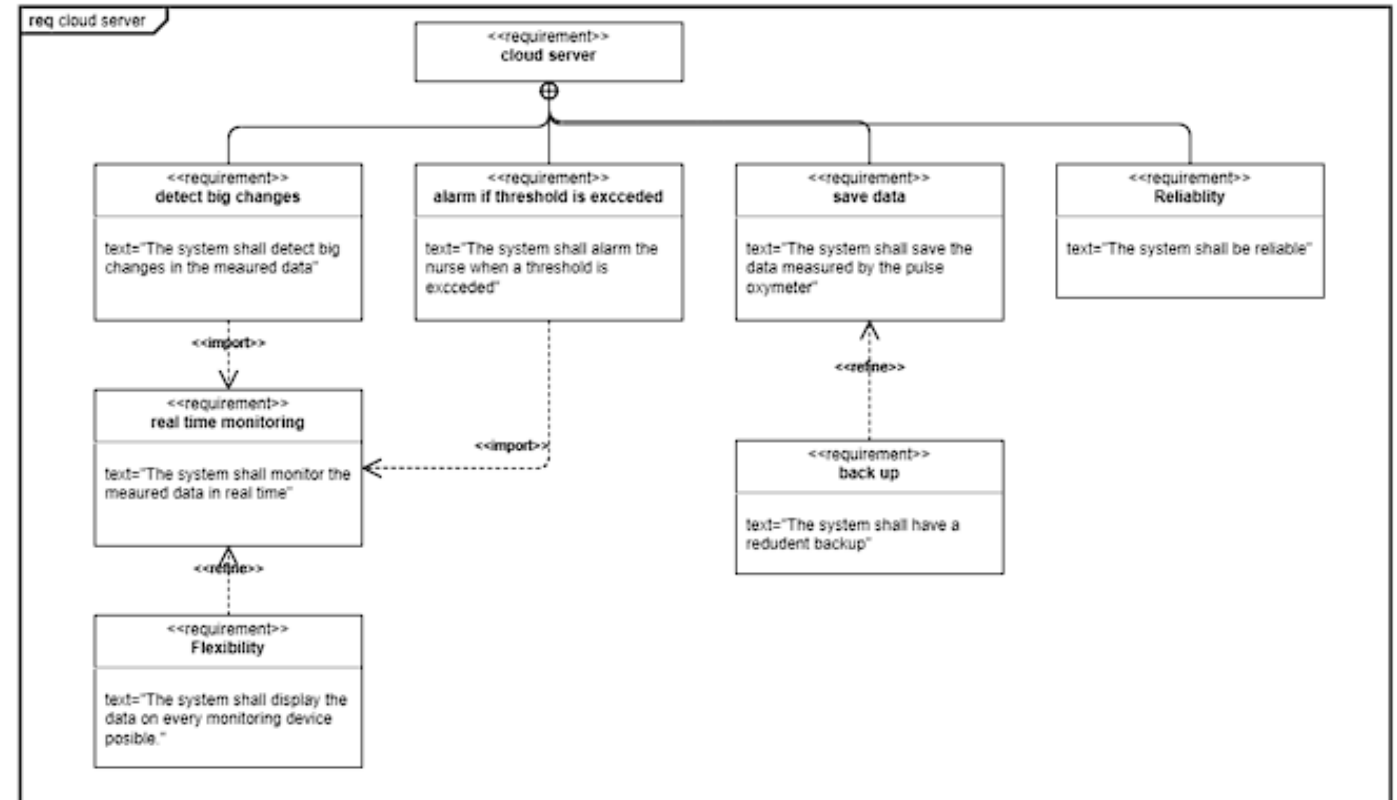 req cloud server
<<requirement>>
cloud server
<<requirement>>
detect big changes
text="The system shall detect big
changes in the meaured data"
<<requirement>>
alarm if threshold is excceded
text="The system shall alarm the
nurse when a threshold is
excceded"
<<requirement>>
save data
text="The system shall save the
data measured by the pulse
oxymeter"
<<requirement>>
Reliablity
text="The system shall be reliable"
<<import>>
<<refine>>
<<requirement>>
real time monitoring
text="The system shall monitor the
meaured data in real time"
<<import>>
<<requirement>>
back up
text="The system shall have a
redudent backup"
<<refine>>
<<requirement>>
Flexibility
text="The system shall display the
data on every monitoring device
posible."